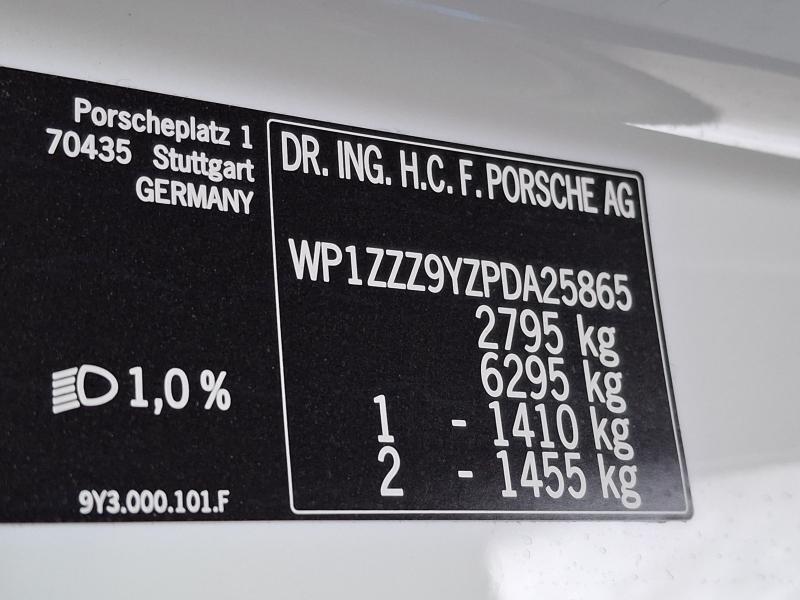 Porscheplatz 1
70435 Stuttgart
GERMANY
DR. ING. H.C. F. PORSCHE AG
WP1ZZZ9YZPDA25865
2795 kg
6295 kg
1 - 1410 kg
2 - 1455 kg
1,0 %
9Y3.000.101.F